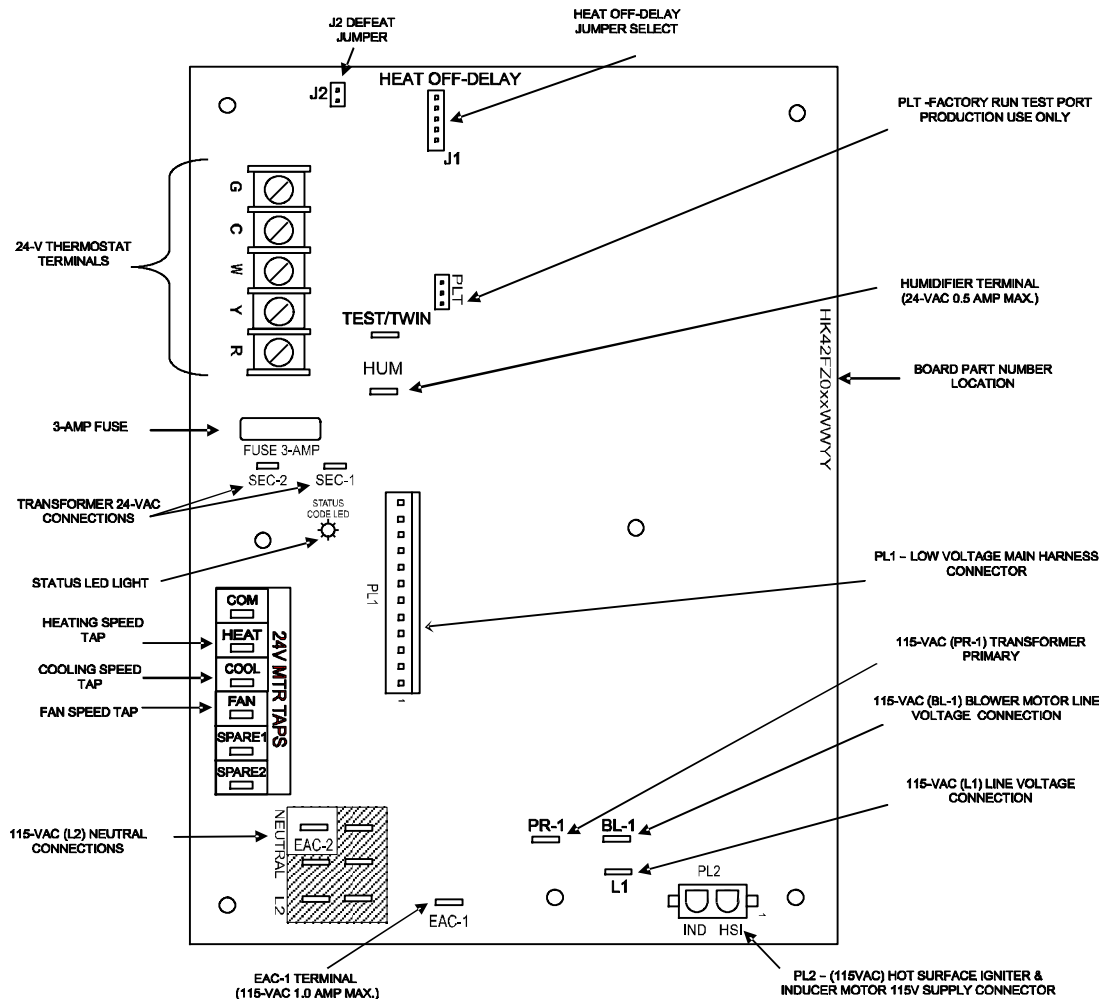 J2 DEFEAT
JUMPER
HEAT OFF-DELAY
JUMPER SELECT
HEAT OFF-DELAY
J2
J1
PLT -FACTORY RUN TEST PORT
PRODUCTION USE ONLY
24-V THERMOSTAT
TERMINALS
G
C
W
Y
R
PLT
TEST/TWIN
HUM
HUMIDIFIER TERMINAL
(24-VAC 0.5 AMP MAX.)
HK42FZ0xxWWYY
BOARD PART NUMBER
LOCATION
3-AMP FUSE
FUSE 3-AMP
SEC-2
SEC-1
TRANSFORMER 24-VAC
CONNECTIONS
STATUS
CODE LED
STATUS LED LIGHT
PL1
1
PL1 – LOW VOLTAGE MAIN HARNESS
CONNECTOR
COM
HEAT
COOL
FAN
SPARE1
SPARE2
24V MTR TAPS
HEATING SPEED
TAP
COOLING SPEED
TAP
FAN SPEED TAP
115-VAC (PR-1) TRANSFORMER
PRIMARY
115-VAC (BL-1) BLOWER MOTOR LINE
VOLTAGE CONNECTION
115-VAC (L1) LINE VOLTAGE
CONNECTION
115-VAC (L2) NEUTRAL
CONNECTIONS
NEUTRAL
L2
EAC-2
EAC-1
PR-1
BL-1
L1
PL2
1
IND
HSI
EAC-1 TERMINAL
(115-VAC 1.0 AMP MAX.)
PL2 – (115VAC) HOT SURFACE IGNITER &
INDUCER MOTOR 115V SUPPLY CONNECTOR